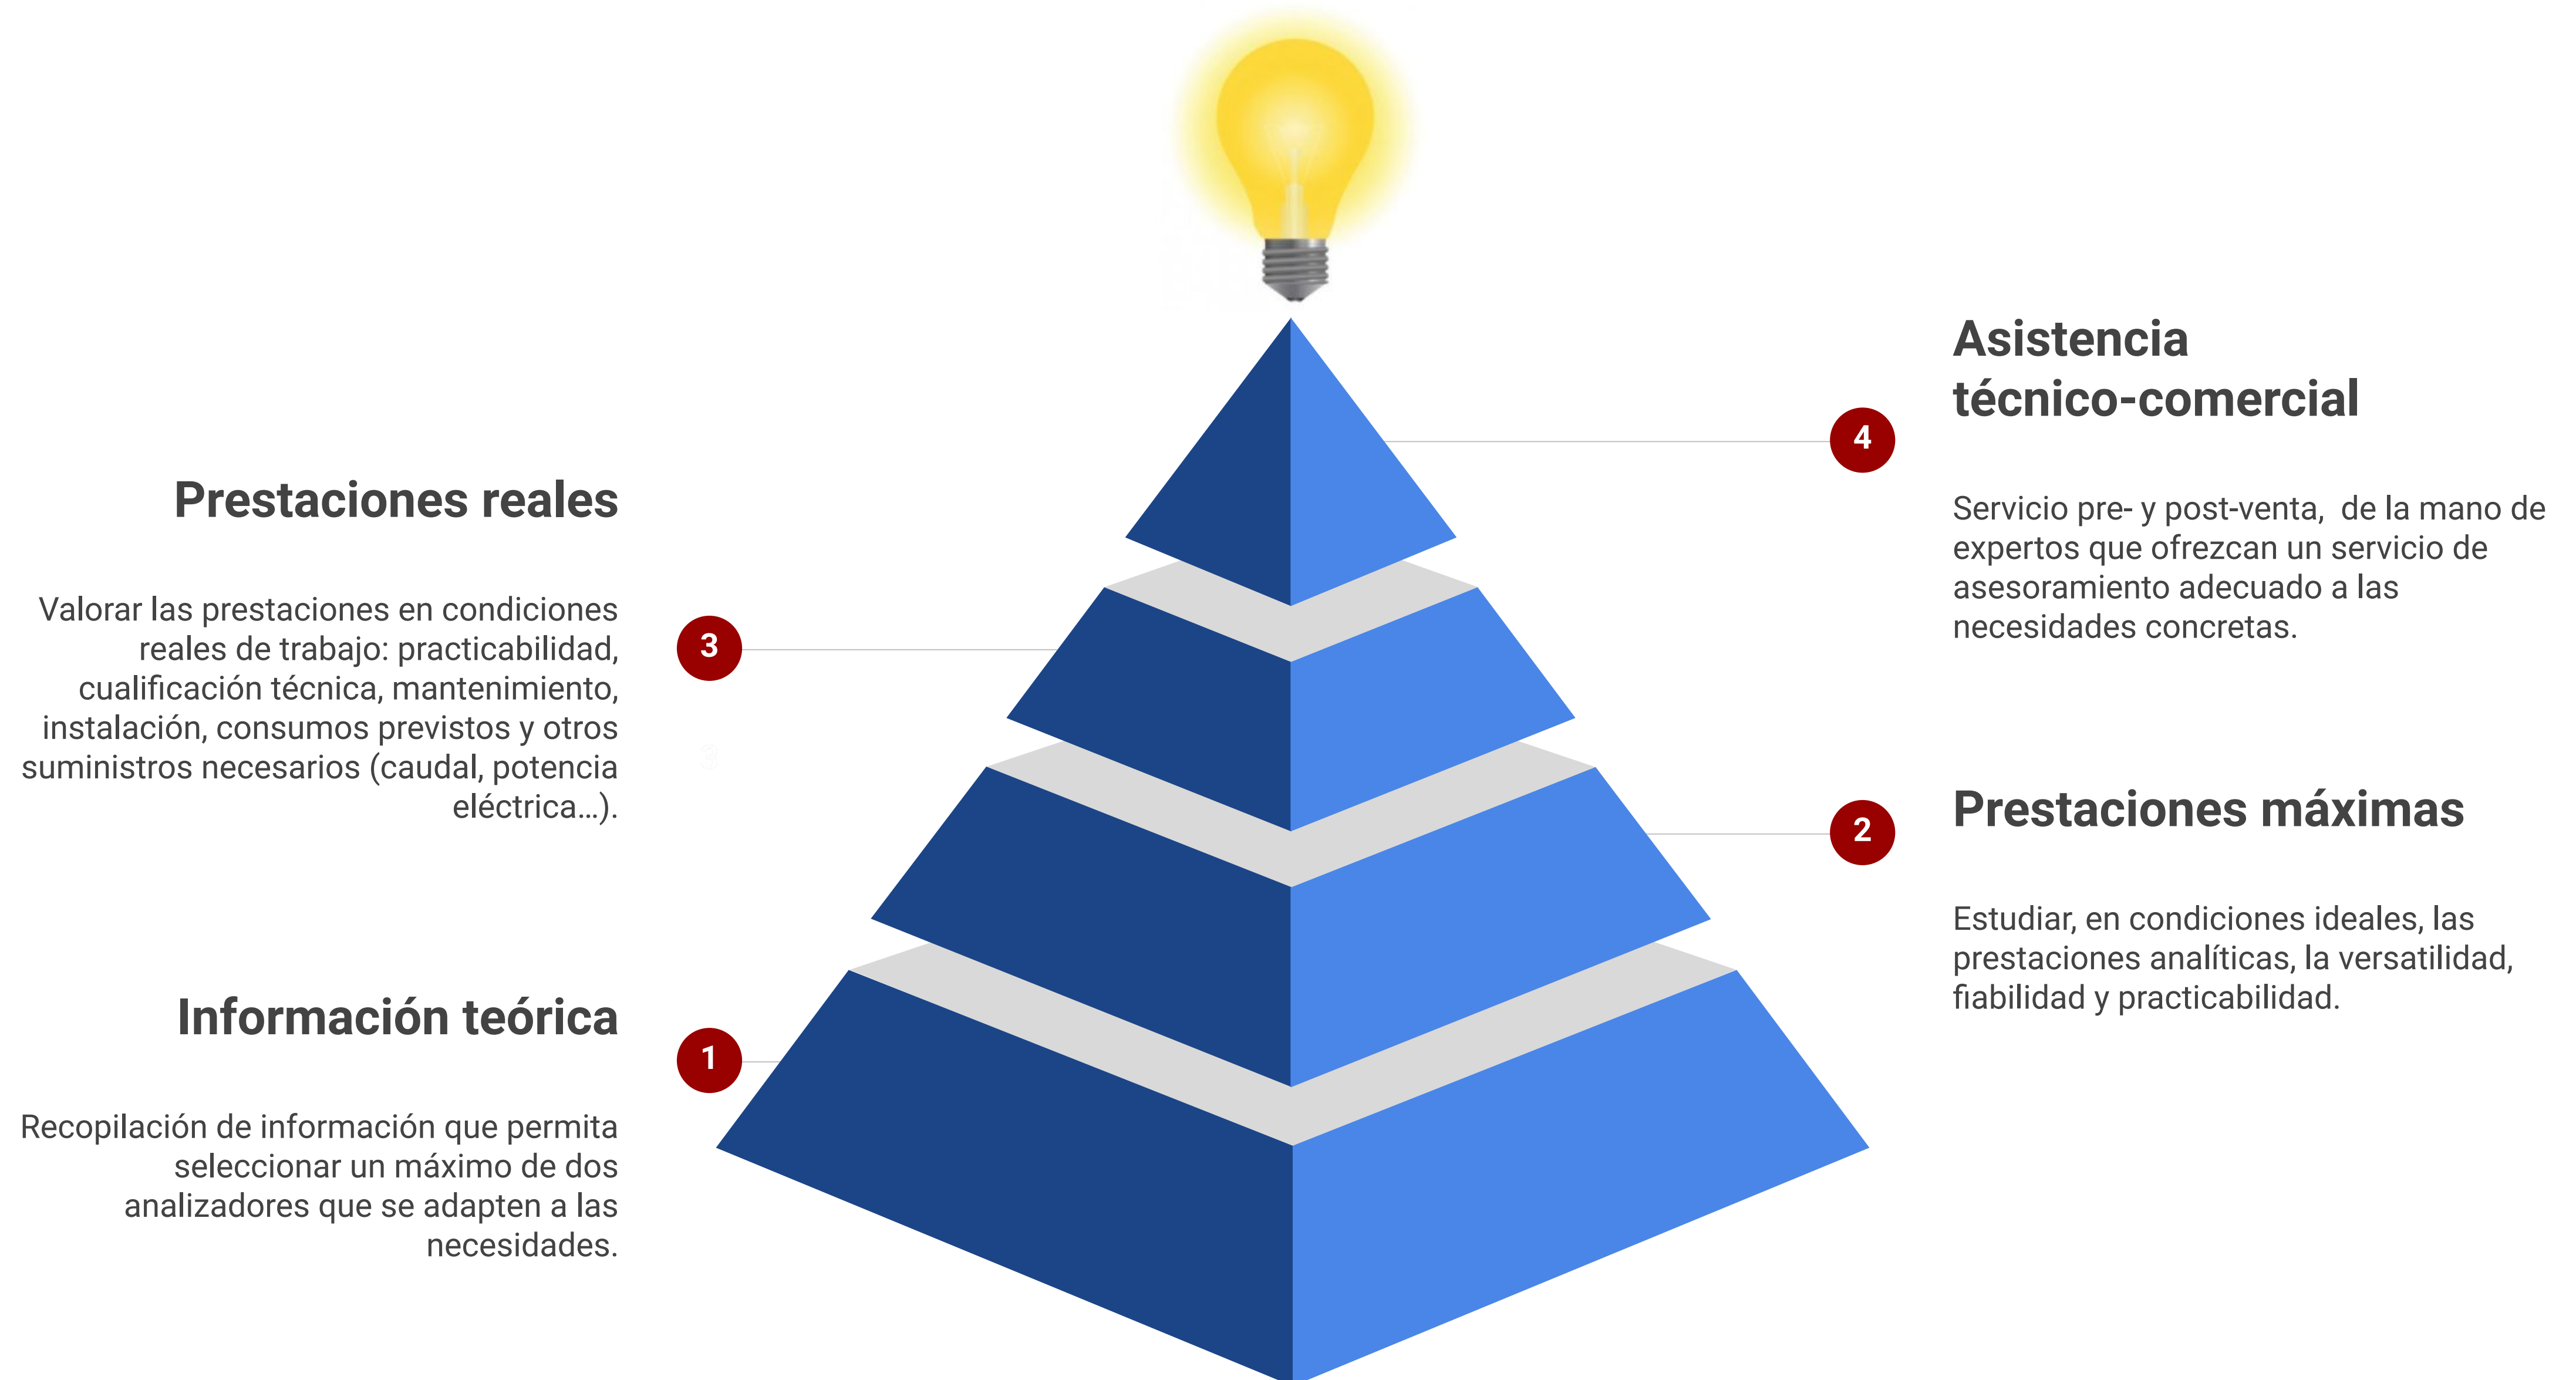 Asistencia
técnico-comercial
4
Servicio pre- y post-venta, de la mano de
expertos que ofrezcan un servicio de
asesoramiento adecuado a las
necesidades concretas.
Prestaciones reales
3
Valorar las prestaciones en condiciones
reales de trabajo: practicabilidad,
cualificación técnica, mantenimiento,
instalación, consumos previstos y otros
suministros necesarios (caudal, potencia
eléctrica…).
3
Prestaciones máximas
2
Estudiar, en condiciones ideales, las
prestaciones analíticas, la versatilidad,
fiabilidad y practicabilidad.
Información teórica
1
Recopilación de información que permita
seleccionar un máximo de dos
analizadores que se adapten a las
necesidades.